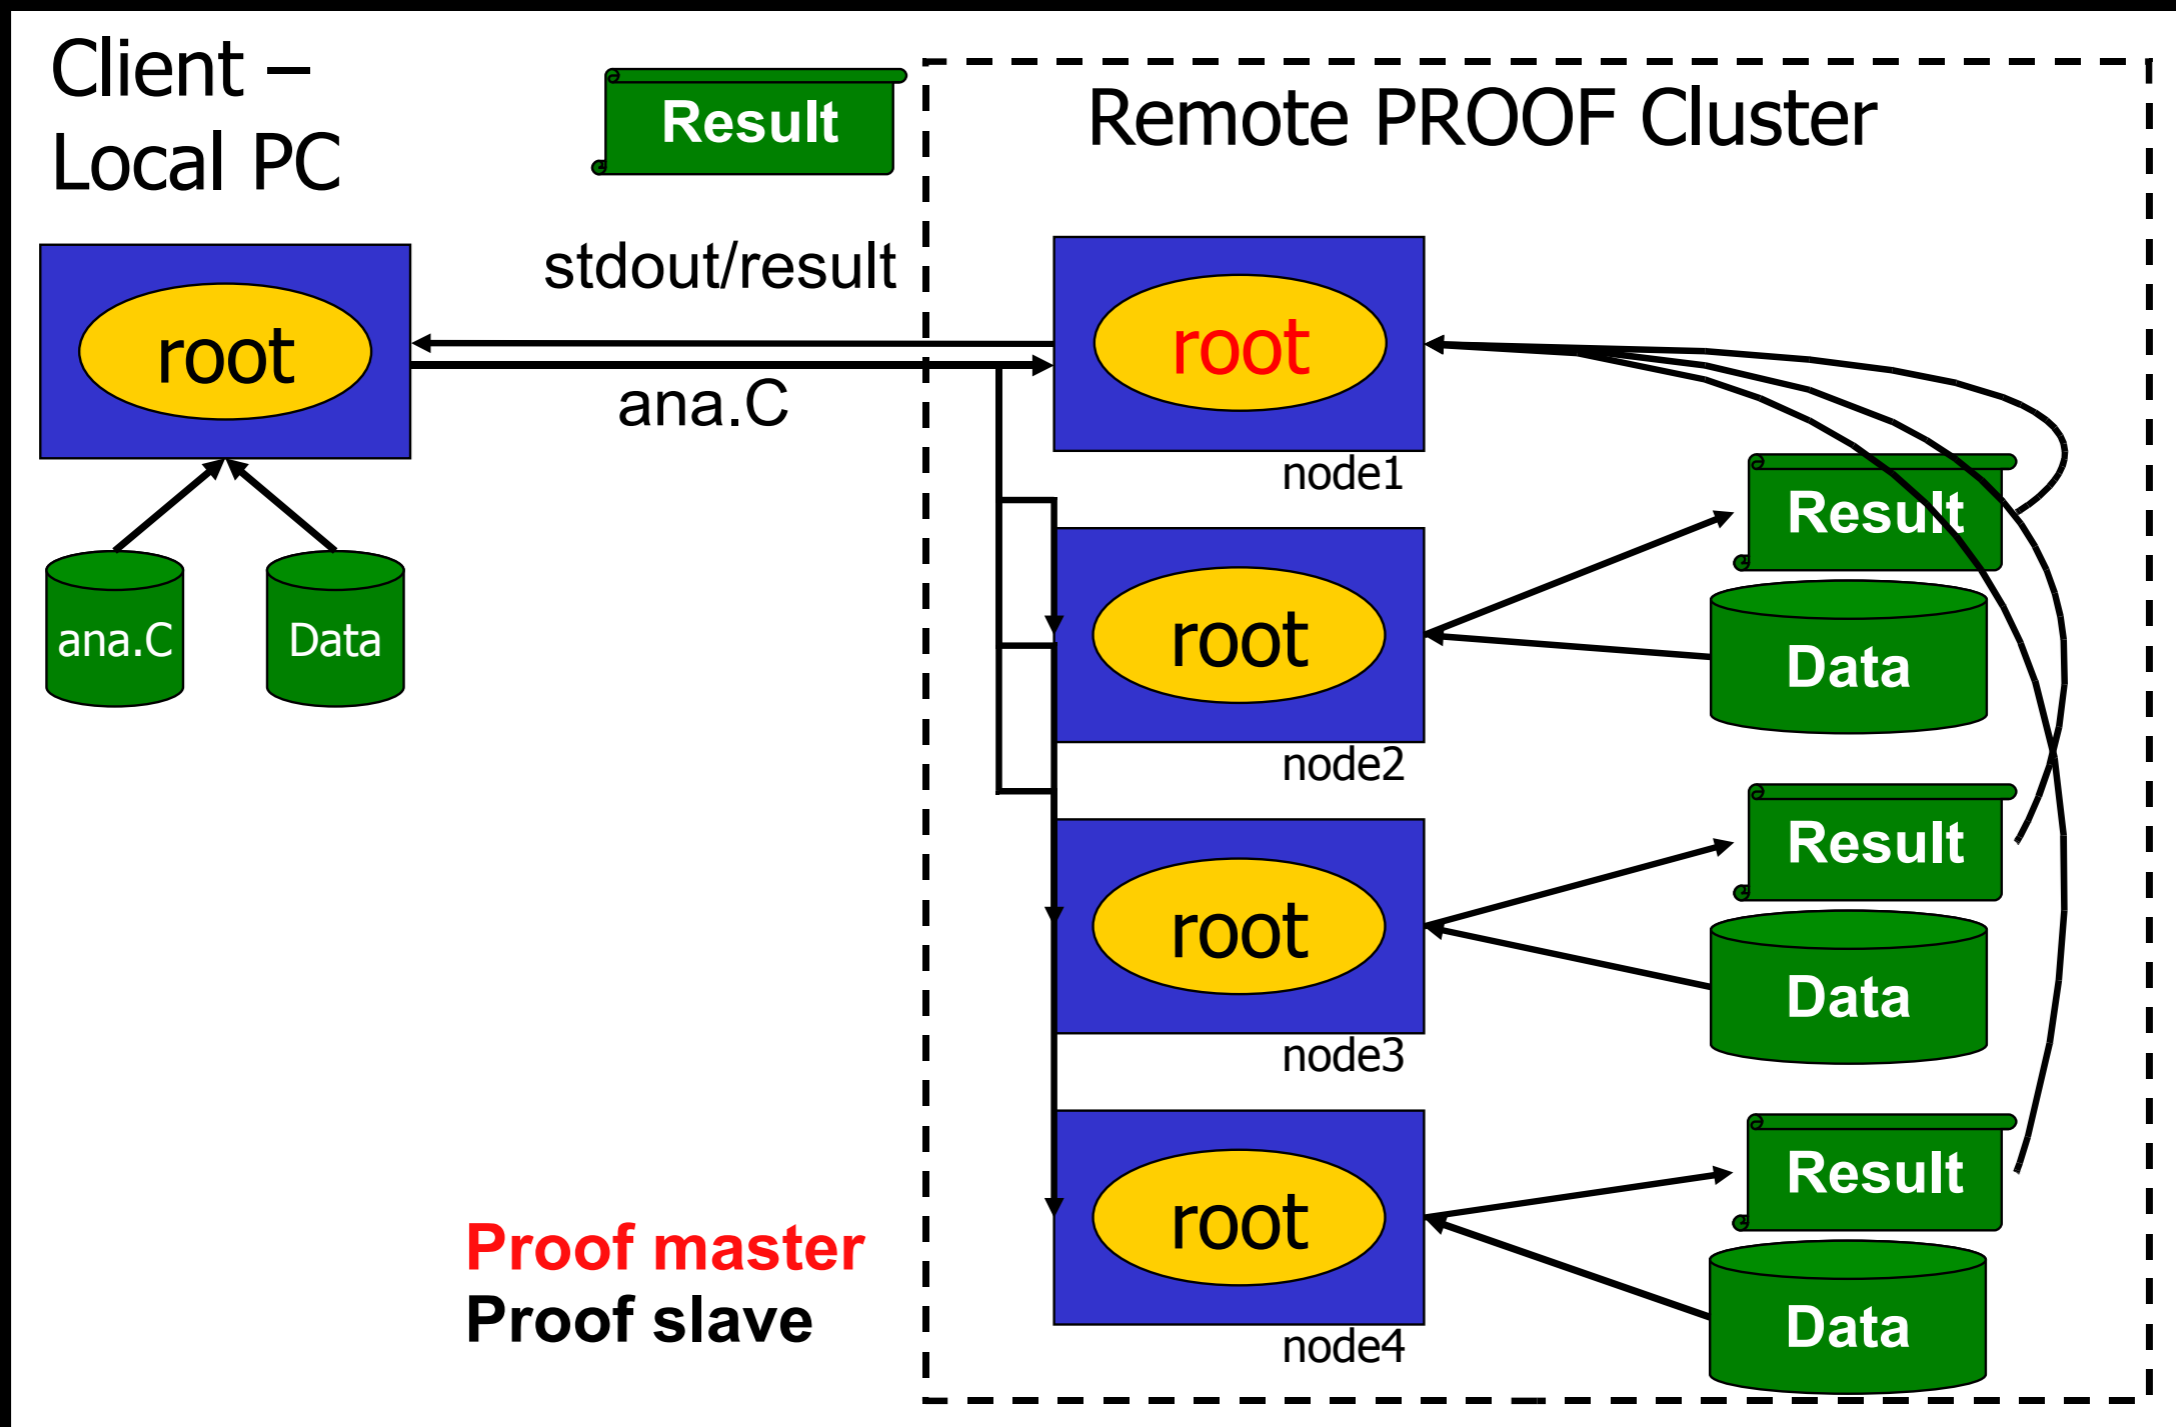 Client –
Local PC
Result
Remote PROOF Cluster
stdout/result
root
root
ana.C
node1
Result
root
ana.C
Data
Data
node2
Result
root
Data
node3
Result
root
Data
node4
Proof master
Proof slave